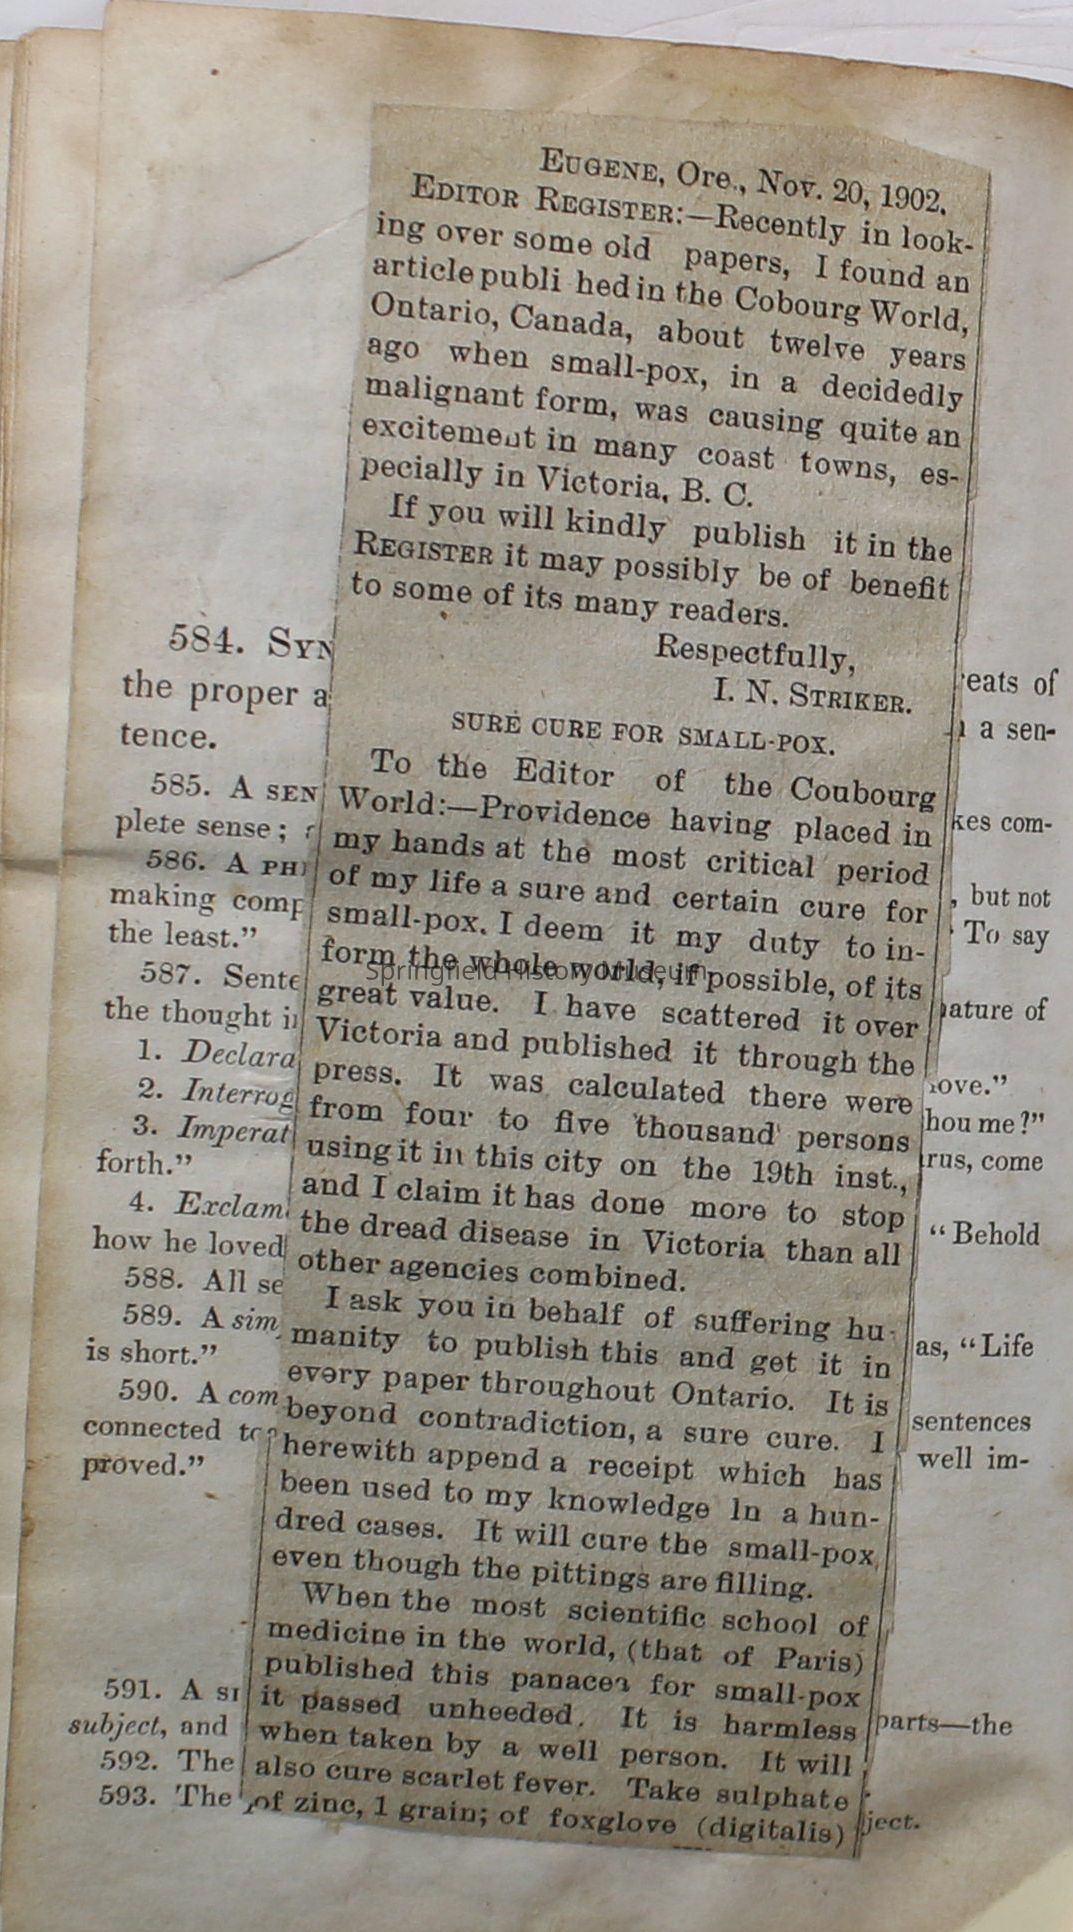 EUGENE, Ore., Nov. 20, 1902.
EDITOR REGISTER:—Recently in look-
ing over some old papers, I found an
article publi hed in the Cobourg World,
Ontario, Canada, about twelve years
ago when small-pox, in a decidedly
malignant form, was causing quite an
excitement in many coast towns, es-
pecially in Victoria, B. C.
If you will kindly publish it in the
REGISTER it may possibly be of benefit
to some of its many readers.
Respectfully,
I. N. STRIKER.
SURE CURE FOR SMALL-POX.
To the Editor of the Coubourg
World:—Providence having placed in
my hands at the most critical period
of my life a sure and certain cure for
small-pox. I deem it my duty to in-
form the whole world, if possible, of its
great value. I have scattered it over
Victoria and published it through the
press. It was calculated there were
from four to five thousand persons
using it in this city on the 19th inst.,
and I claim it has done more to stop
the dread disease in Victoria than all
other agencies combined.
I ask you in behalf of suffering hu-
manity to publish this and get it in
every paper throughout Ontario. It is
beyond contradiction, a sure cure. I
herewith append a receipt which has
been used to my knowledge in a hun-
dred cases. It will cure the small-pox
even though the pittings are filling.
When the most scientific school of
medicine in the world, (that of Paris)
published this panacea for small-pox
it passed unheeded. It is harmless
when taken by a well person. It will
also cure scarlet fever. Take sulphate
of zinc, 1 grain; of foxglove (digitalis)
Springfield History Museum
584. SYN
the proper a
tence.
585. A SEN
plete sense;
586. A PH
making comp
the least.”
587. Sente
the thought i
1. Declara
2. Interrog
3. Imperat
forth.”
4. Exclam
how he loved
588. All se
589. A sim
is short.”
590. A com
connected to
proved.”
591. A SI
subject, and
592. The
593. The
eats of
a sen-
kes com-
, but not
To say
ature of
love.”
hou me?”
rus, come
“Behold
as, “Life
sentences
well im-
parts—the
ject.